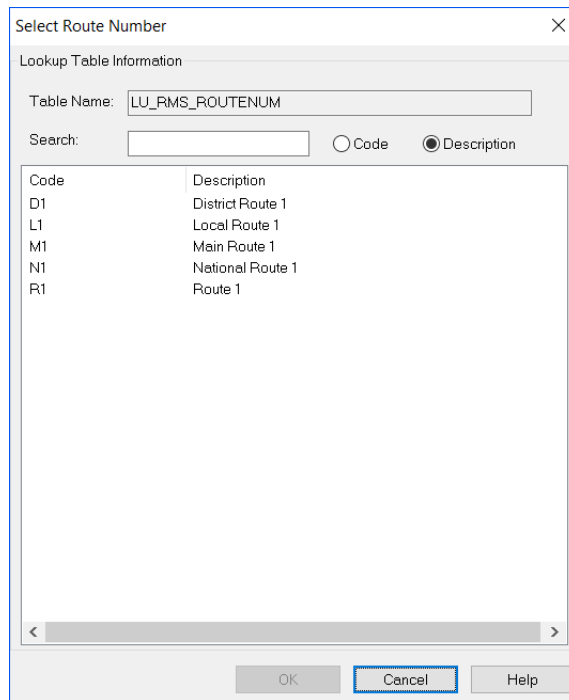 Select Route Number
Lookup Table Information
Table Name: LU_RMS_ROUTENUM
Search: Code Description
Code Description
D1 District Route 1
L1 Local Route 1
M1 Main Route 1
N1 National Route 1
R1 Route 1
OK Cancel Help